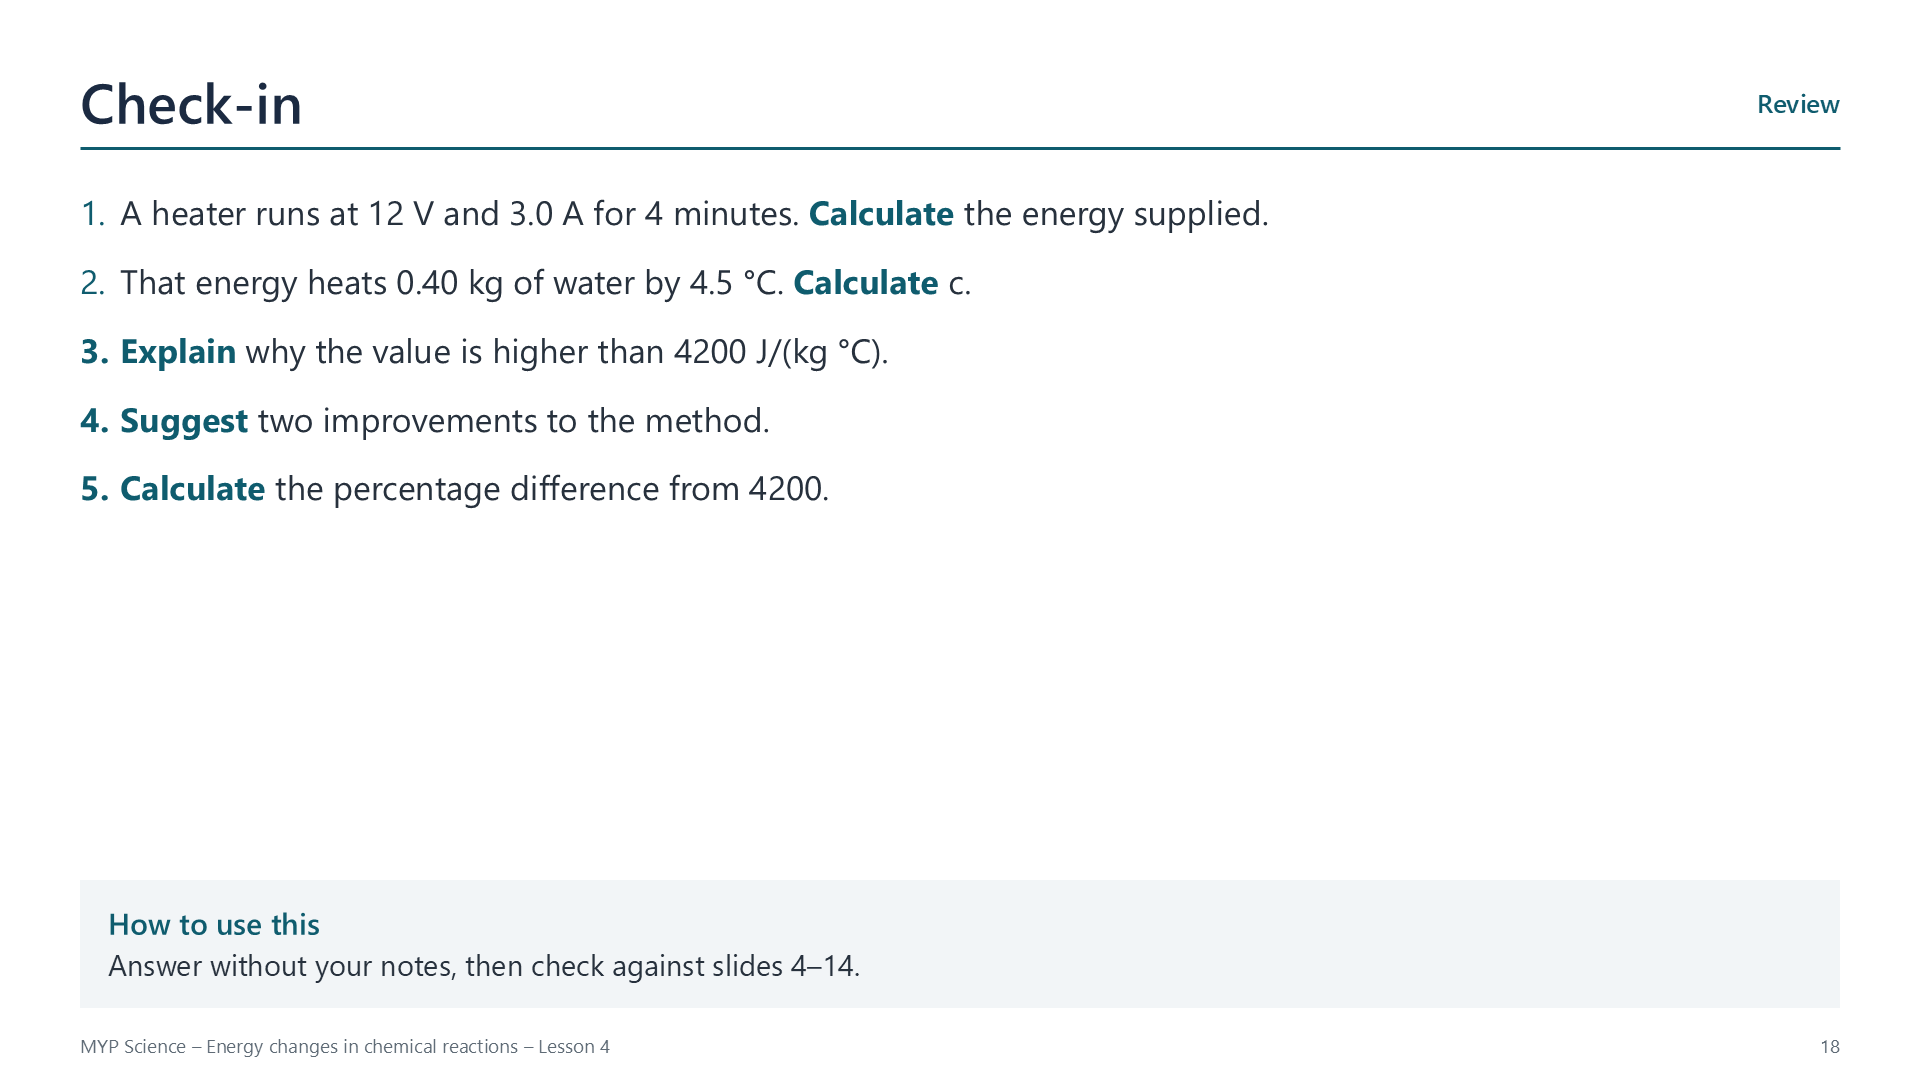 Check-in
Review
1. A heater runs at 12 V and 3.0 A for 4 minutes. Calculate the energy supplied.
2. That energy heats 0.40 kg of water by 4.5 °C. Calculate c.
3. Explain why the value is higher than 4200 J/(kg °C).
4. Suggest two improvements to the method.
5. Calculate the percentage difference from 4200.
How to use this
Answer without your notes, then check against slides 4–14.
MYP Science – Energy changes in chemical reactions – Lesson 4
18